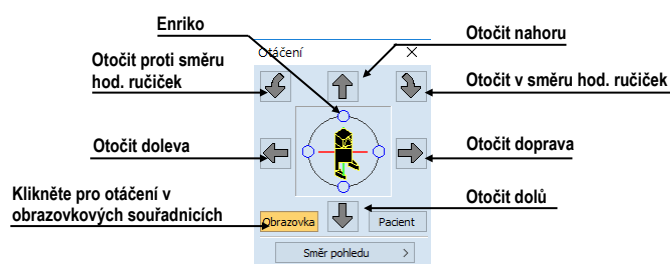 Enriko
Otočit nahoru
Otáčení
Otočit proti směru
hod. ručiček
Otočit v směru hod. ručiček
Otočit doleva
Otočit doprava
Klikněte pro otáčení v
obrazovkových souřadnicích
Otočit dolů
Obrazovka
Pacient
Směr pohledu >